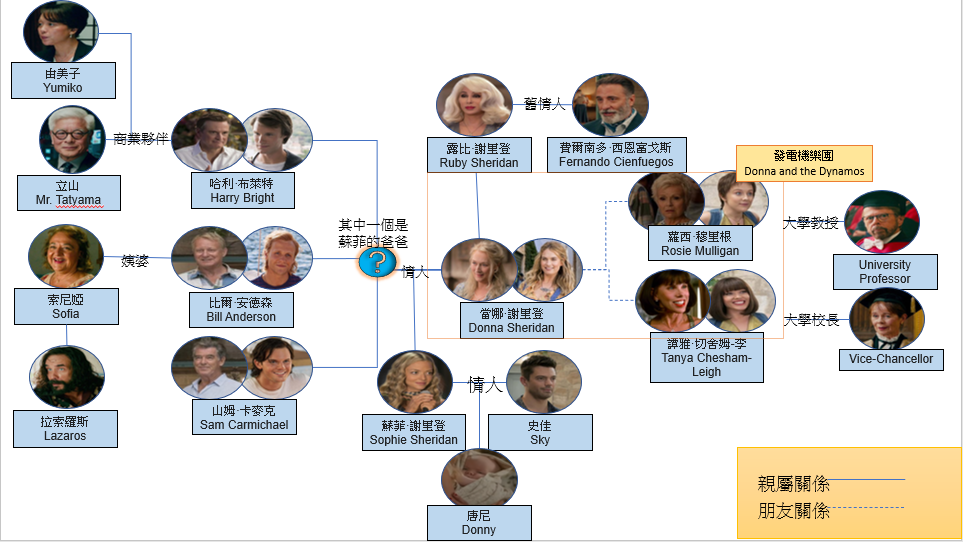 由美子
Yumiko
立山
Mr. Tatyama
商業夥伴
哈利·布萊特
Harry Bright
索尼婭
Sofia
姨婆
比爾·安德森
Bill Anderson
拉索羅斯
Lazaros
山姆·卡麥克
Sam Carmichael
其中一個是
蘇菲的爸爸
?
情人
露比·謝里登
Ruby Sheridan
舊情人
費爾南多·西恩富戈斯
Fernando Cienfuegos
當娜·謝里登
Donna Sheridan
發電機樂團
Donna and the Dynamos
蘿西·穆里根
Rosie Mulligan
譚雅·切舍姆-李
Tanya Chesham-
Leigh
大學教授
University
Professor
大學校長
Vice-Chancellor
蘇菲·謝里登
Sophie Sheridan
情人
史佳
Sky
唐尼
Donny
親屬關係
朋友關係